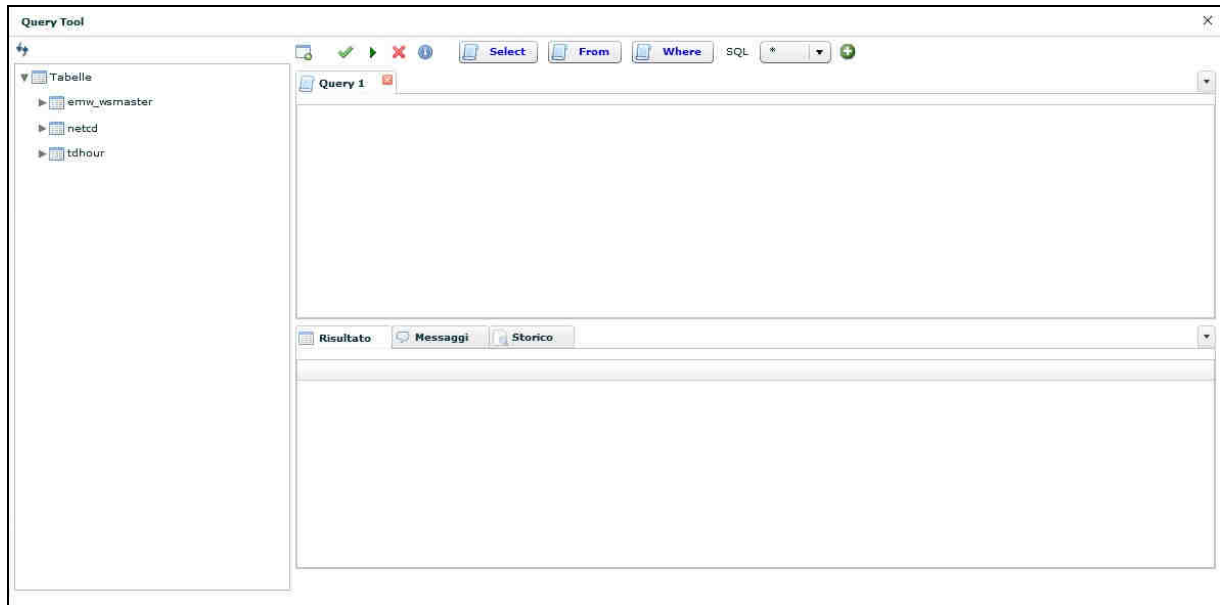 Query Tool
Select From Where SQL *
Tabelle
emw_wsmaster
netcd
tdhour
Query 1
Risultato Messaggi Storico